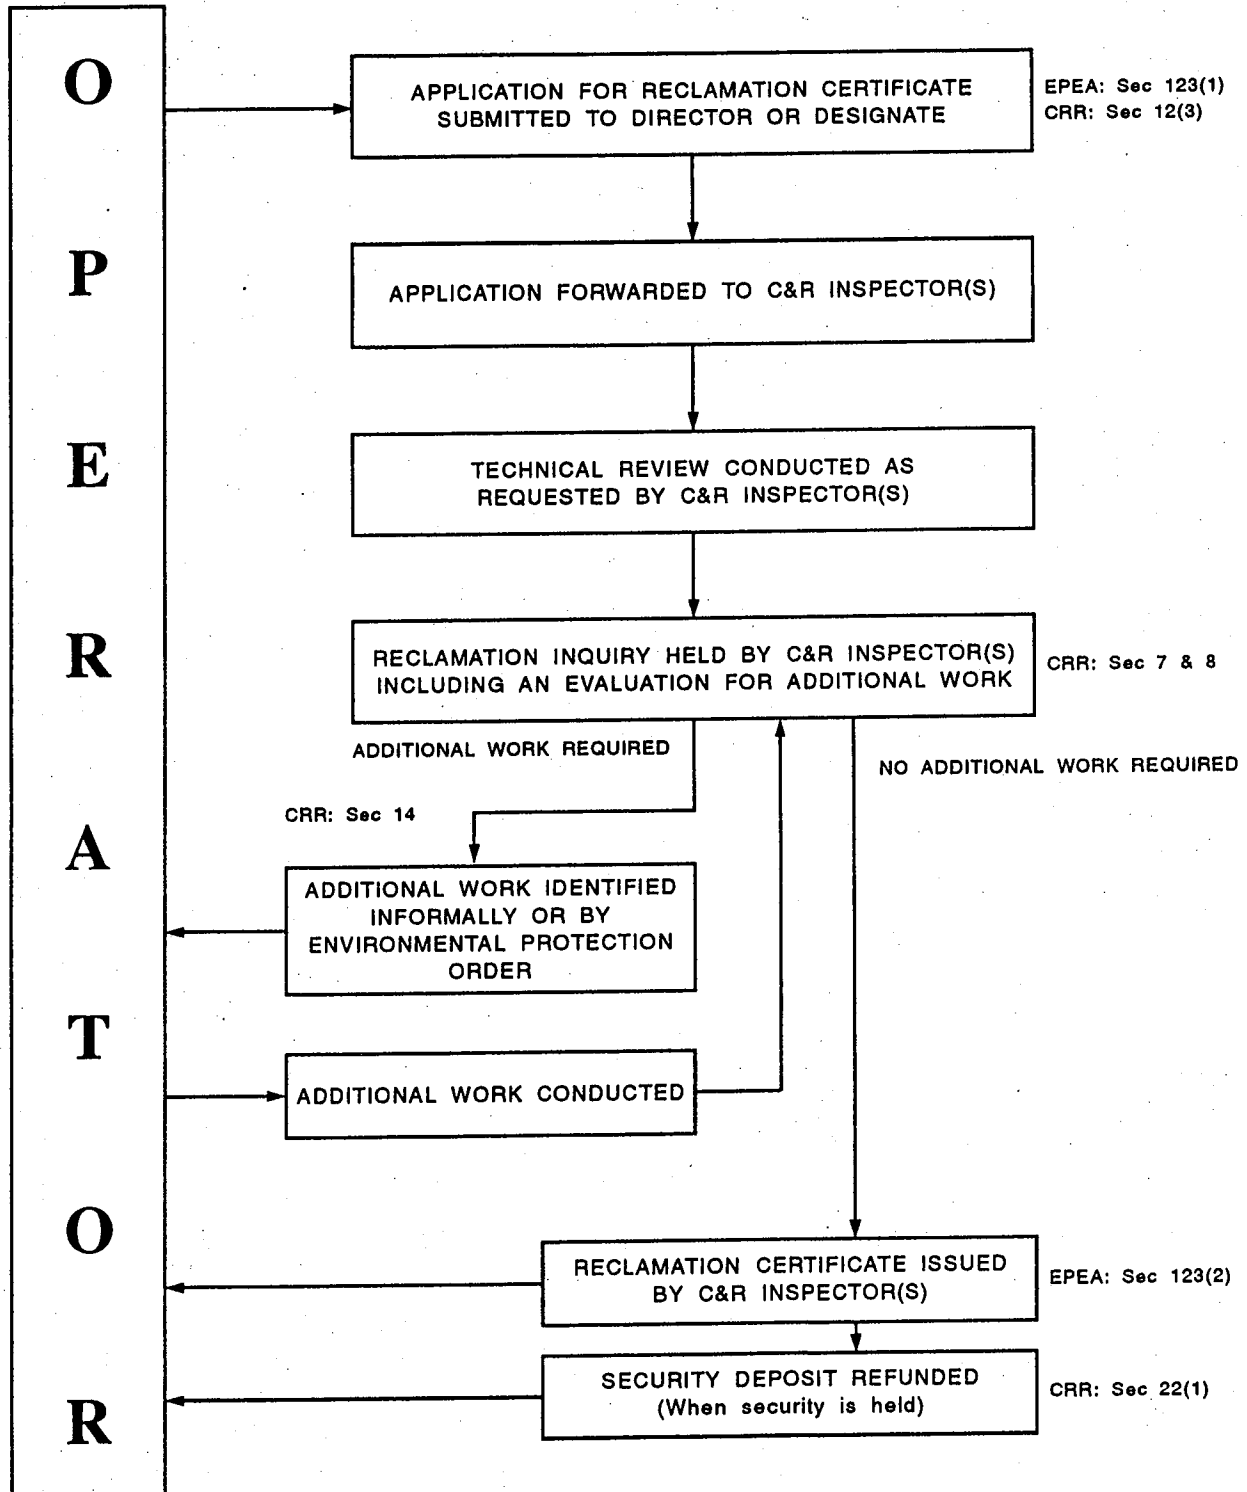 OPERATOR
APPLICATION FOR RECLAMATION CERTIFICATE
SUBMITTED TO DIRECTOR OR DESIGNATE
EPEA: Sec 123(1)
CRR: Sec 12(3)
APPLICATION FORWARDED TO C&R INSPECTOR(S)
TECHNICAL REVIEW CONDUCTED AS
REQUESTED BY C&R INSPECTOR(S)
RECLAMATION INQUIRY HELD BY C&R INSPECTOR(S)
INCLUDING AN EVALUATION FOR ADDITIONAL WORK
CRR: Sec 7 & 8
ADDITIONAL WORK REQUIRED
NO ADDITIONAL WORK REQUIRED
CRR: Sec 14
ADDITIONAL WORK IDENTIFIED
INFORMALLY OR BY
ENVIRONMENTAL PROTECTION
ORDER
ADDITIONAL WORK CONDUCTED
RECLAMATION CERTIFICATE ISSUED
BY C&R INSPECTOR(S)
EPEA: Sec 123(2)
SECURITY DEPOSIT REFUNDED
(When security is held)
CRR: Sec 22(1)